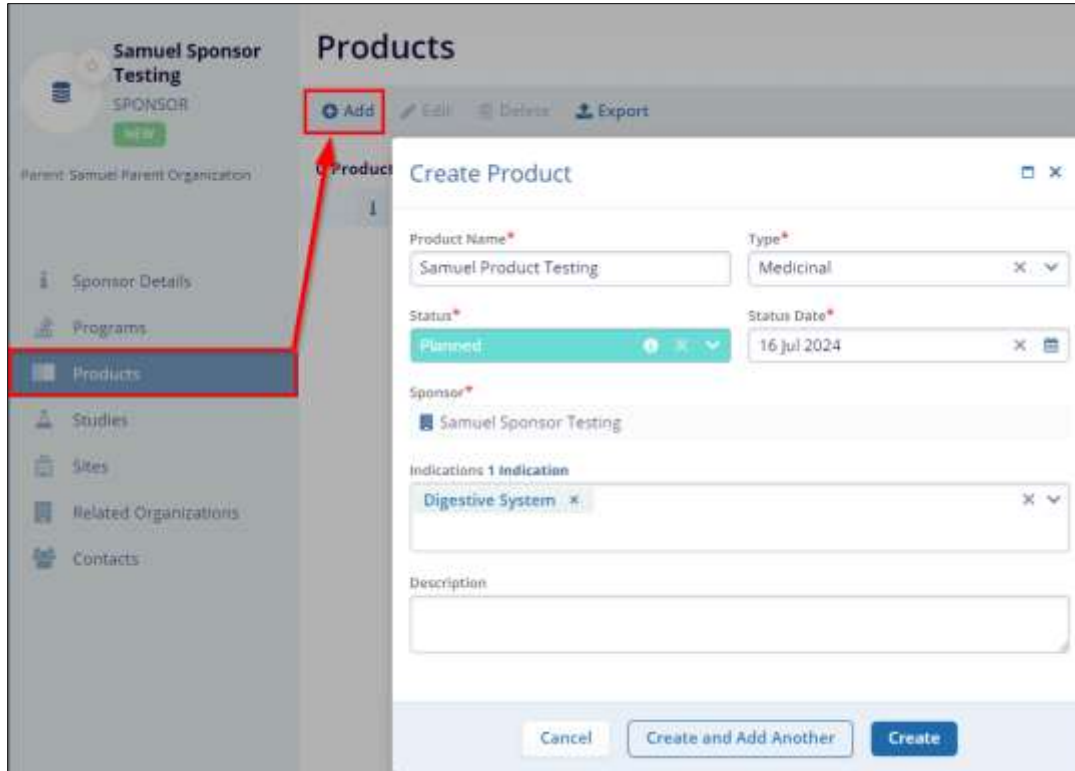 Samuel Sponsor
Testing
SPONSOR
NEW
Parent: Samuel Parent Organization
Sponsor Details
Programs
Products
Studies
Sites
Related Organizations
Contacts
Products
Add Edit Delete Export
0 Product
Create Product
Product Name* Type*
Samuel Product Testing Medicinal
Status* Status Date*
Planned 16 Jul 2024
Sponsor*
Samuel Sponsor Testing
Indications 1 Indication
Digestive System
Description
Cancel Create and Add Another Create